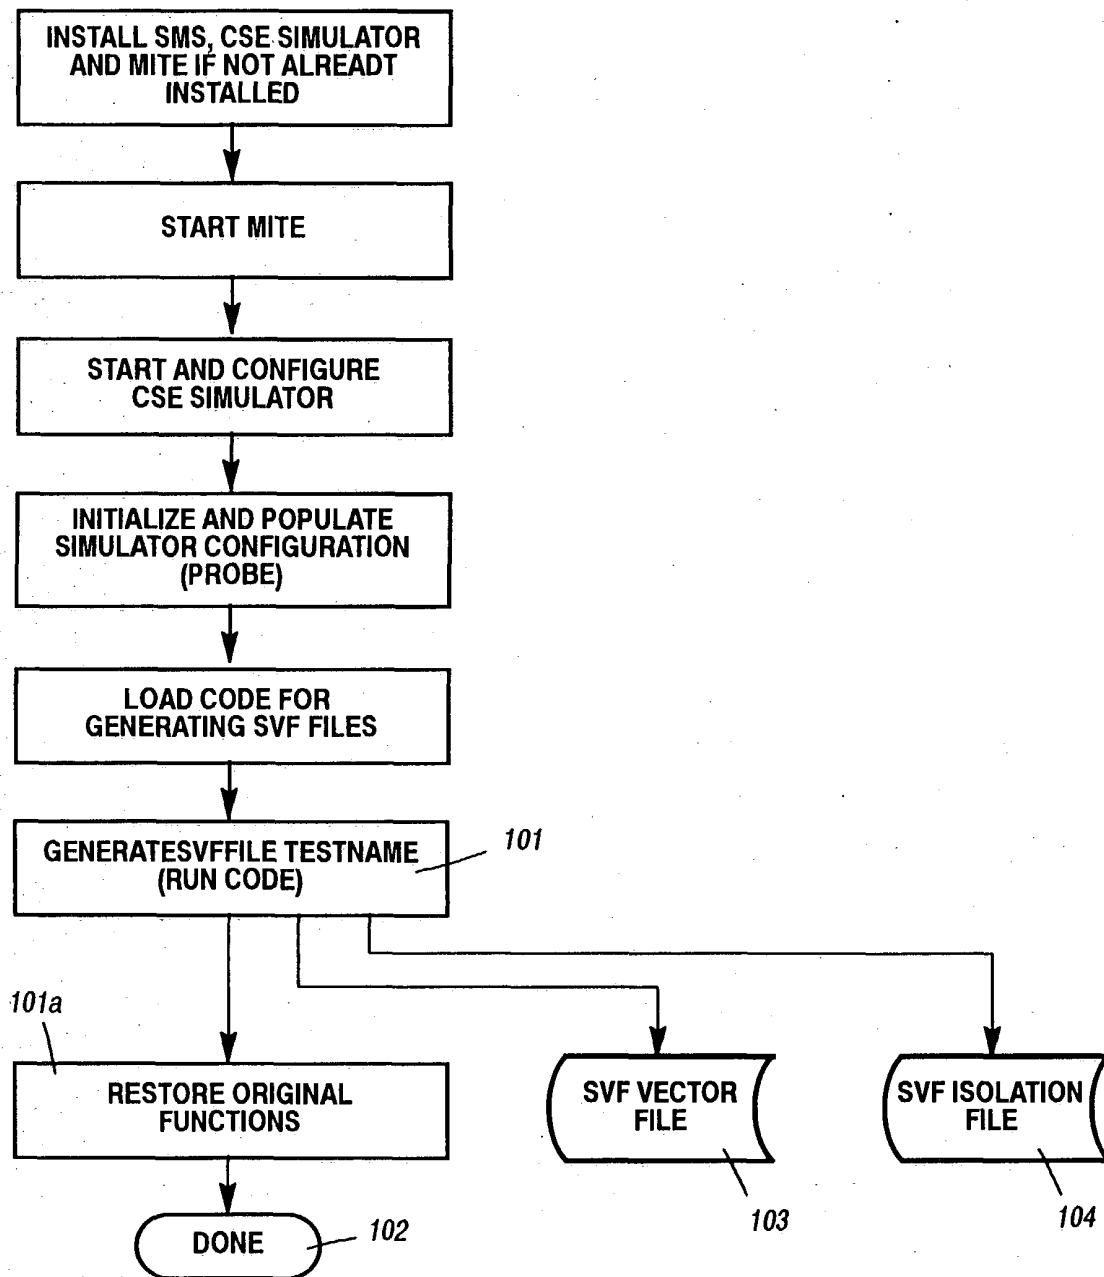 INSTALL SMS, CSE SIMULATOR
AND MITE IF NOT ALREADT
INSTALLED
START MITE
START AND CONFIGURE
CSE SIMULATOR
INITIALIZE AND POPULATE
SIMULATOR CONFIGURATION
(PROBE)
LOAD CODE FOR
GENERATING SVF FILES
GENERATESVFFILE TESTNAME
(RUN CODE)
101
101a
RESTORE ORIGINAL
FUNCTIONS
SVF VECTOR
FILE
SVF ISOLATION
FILE
103
104
DONE
102